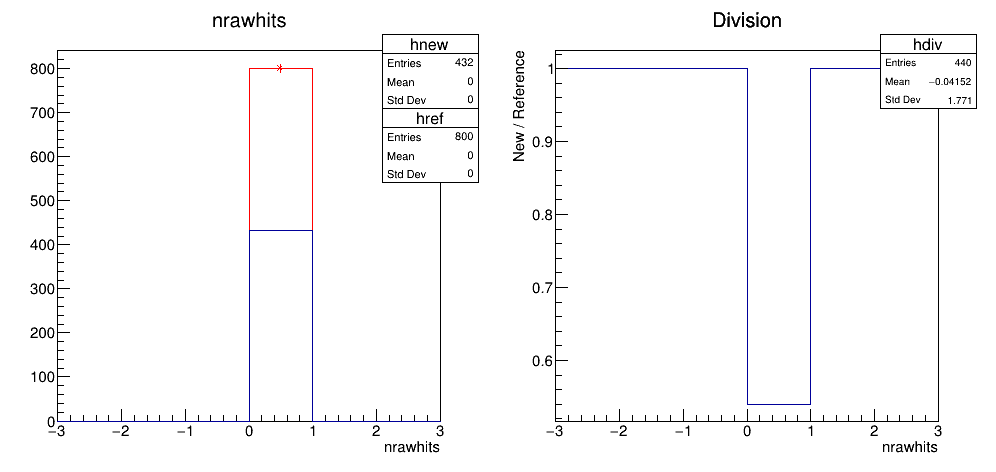 nrawhits
hnew
Entries 432
Mean 0
Std Dev 0
href
Entries 800
Mean 0
Std Dev 0
800
700
600
500
400
300
200
100
0
−3 −2 −1 0 1 2 3
nrawhits
Division
hdiv
Entries 440
Mean −0.04152
Std Dev 1.771
New / Reference
1
0.9
0.8
0.7
0.6
−3 −2 −1 0 1 2 3
nrawhits